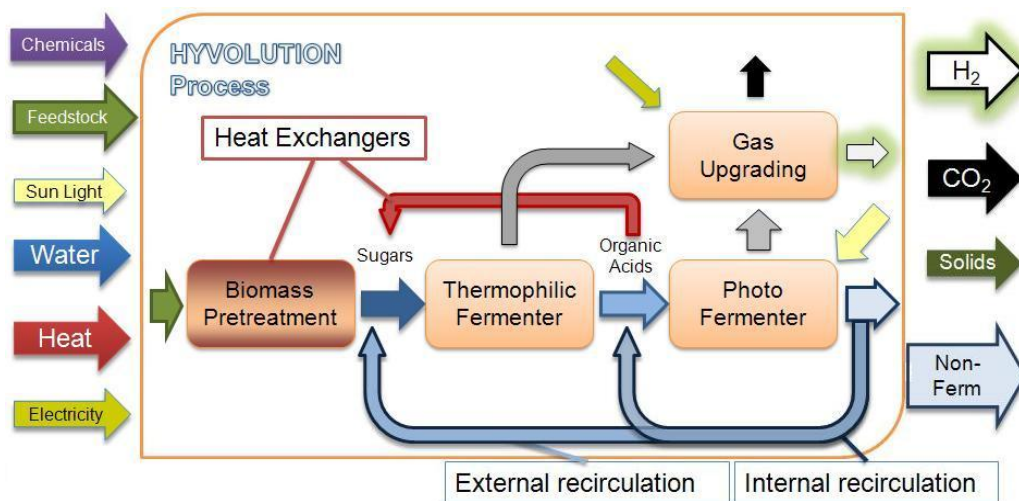 Chemicals
Feedstock
Sun Light
Water
Heat
Electricity
HYVOLUTION
Process
Heat Exchangers
Gas
Upgrading
Sugars
Organic
Acids
Biomass
Pretreatment
Thermophilic
Fermenter
Photo
Fermenter
External recirculation
Internal recirculation
H₂
CO₂
Solids
Non-
Ferm